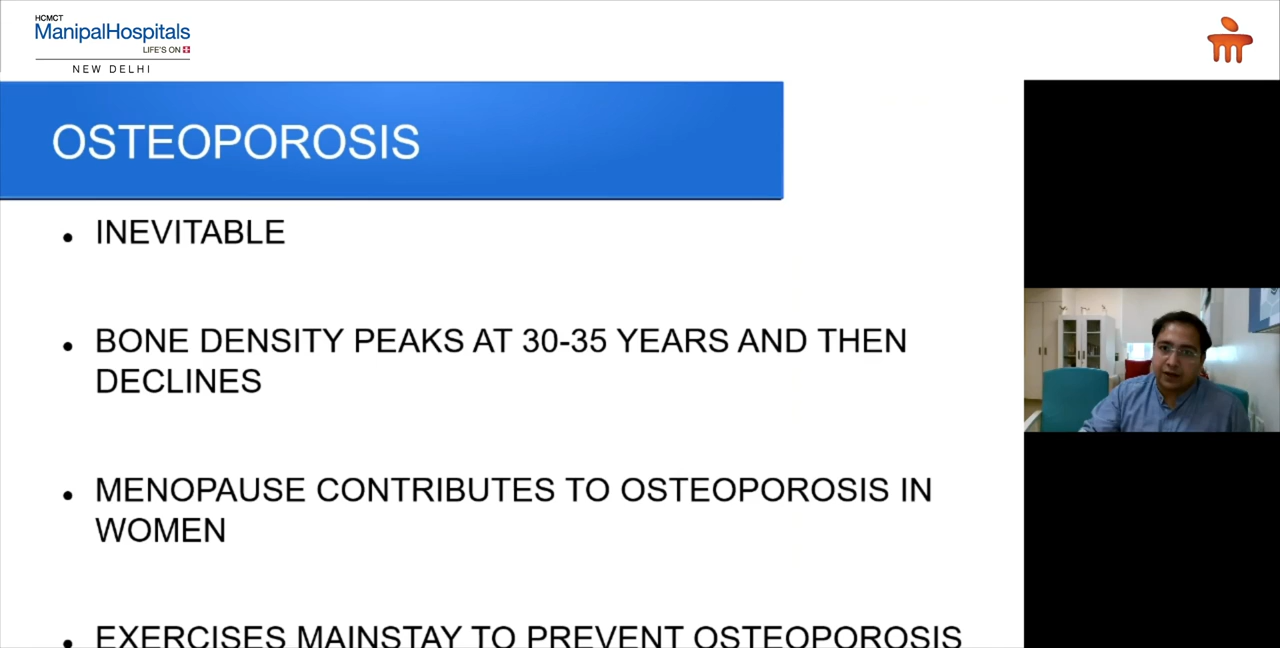 HCMCT
ManipalHospitals
LIFE'S ON
NEW DELHI
OSTEOPOROSIS
• INEVITABLE
• BONE DENSITY PEAKS AT 30-35 YEARS AND THEN
DECLINES
• MENOPAUSE CONTRIBUTES TO OSTEOPOROSIS IN
WOMEN
• EXERCISES MAINSTAY TO PREVENT OSTEOPOROSIS